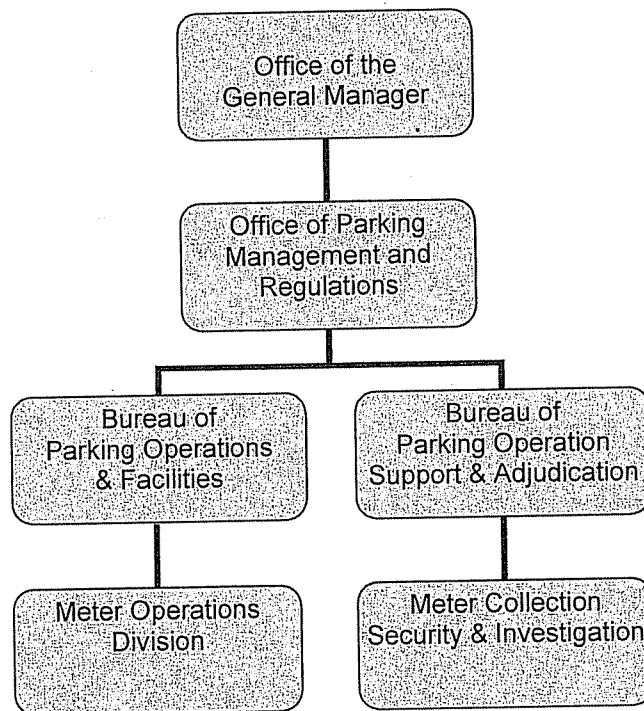 Office of the
General Manager
Office of Parking
Management and
Regulations
Bureau of
Parking Operations
& Facilities
Bureau of
Parking Operation
Support & Adjudication
Meter Operations
Division
Meter Collection
Security & Investigation